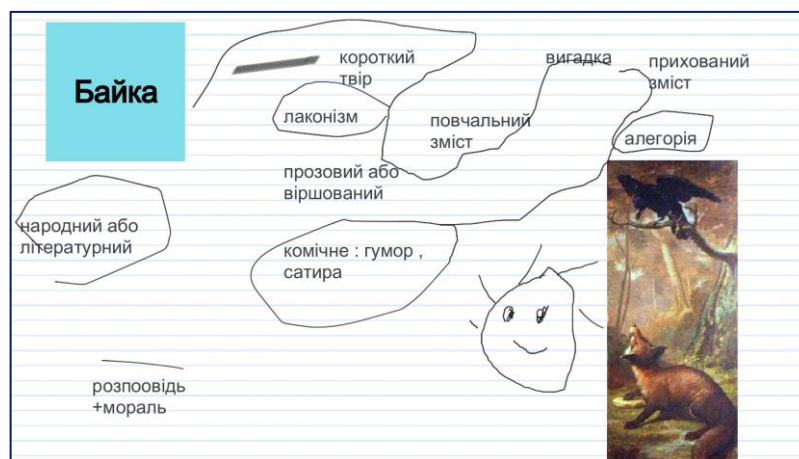 Байка
короткий
твір
вигадка
прихований
зміст
лаконізм
повчальний
зміст
алегорія
прозовий або
віршований
народний або
літературний
комічне : гумор ,
сатира
розпоовідь
+мораль